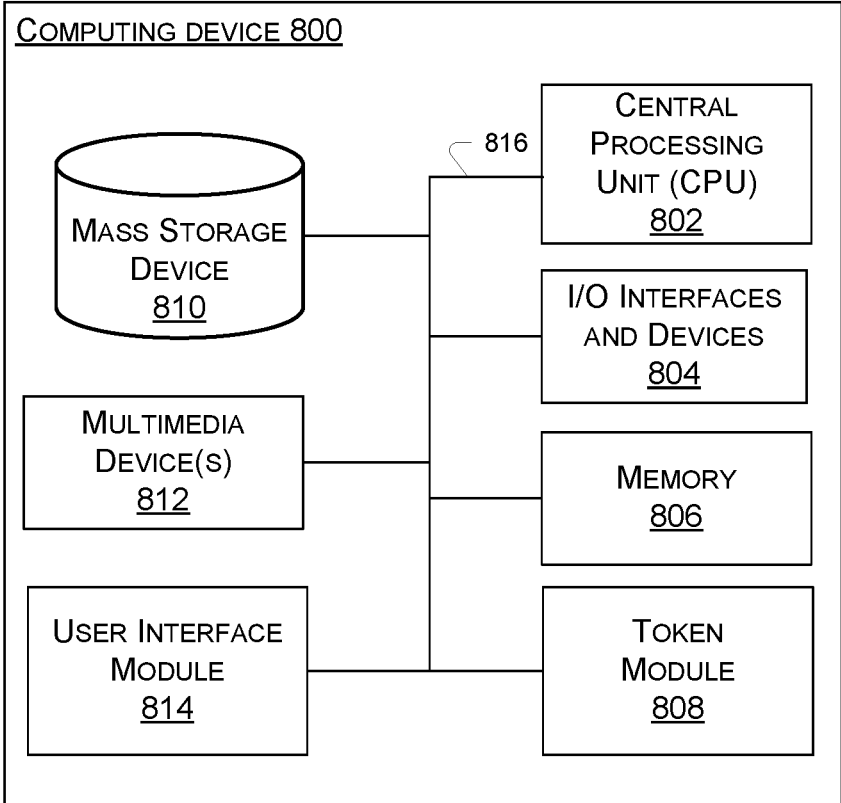 COMPUTING DEVICE 800
816
CENTRAL
PROCESSING
UNIT (CPU)
802
MASS STORAGE
DEVICE
810
I/O INTERFACES
AND DEVICES
804
MULTIMEDIA
DEVICE(S)
812
MEMORY
806
USER INTERFACE
MODULE
814
TOKEN
MODULE
808